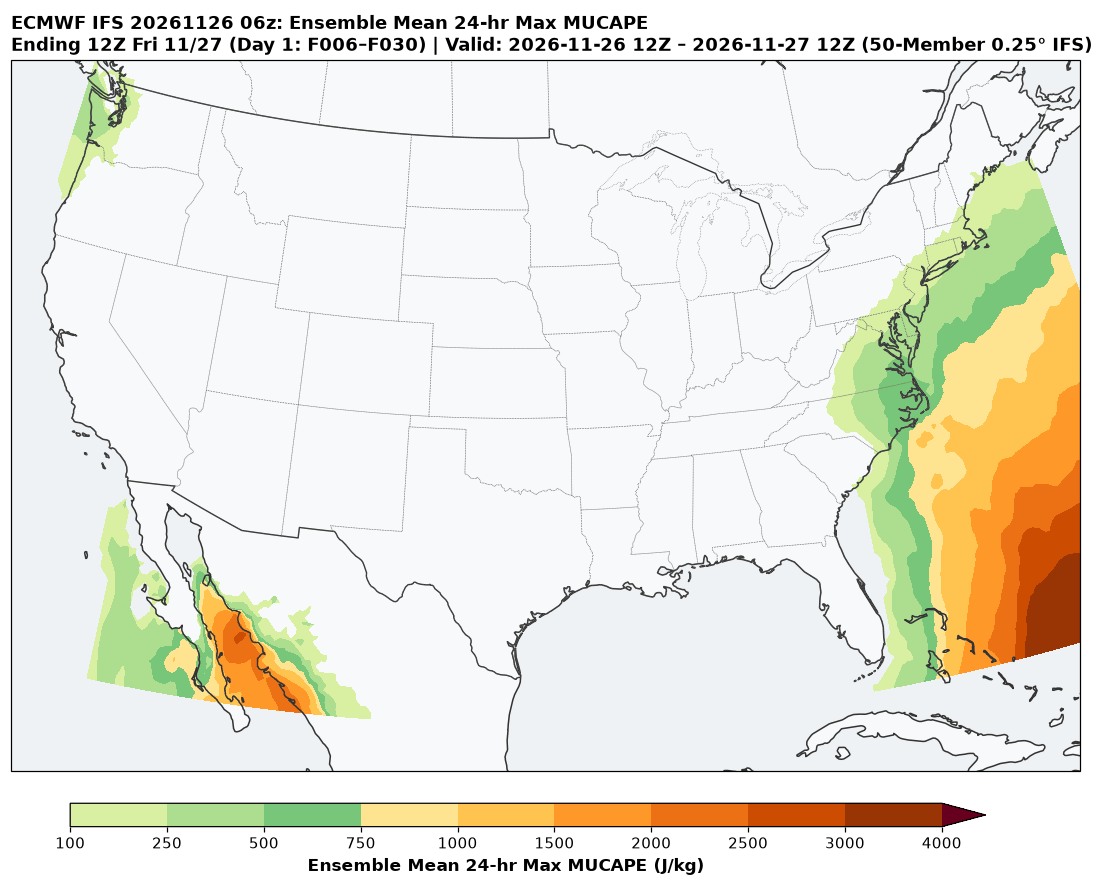 ECMWF IFS 20261126 06z: Ensemble Mean 24-hr Max MUCAPE
Ending 12Z Fri 11/27 (Day 1: F006–F030) | Valid: 2026-11-26 12Z – 2026-11-27 12Z (50-Member 0.25° IFS)
100 250 500 750 1000 1500 2000 2500 3000 4000
Ensemble Mean 24-hr Max MUCAPE (J/kg)